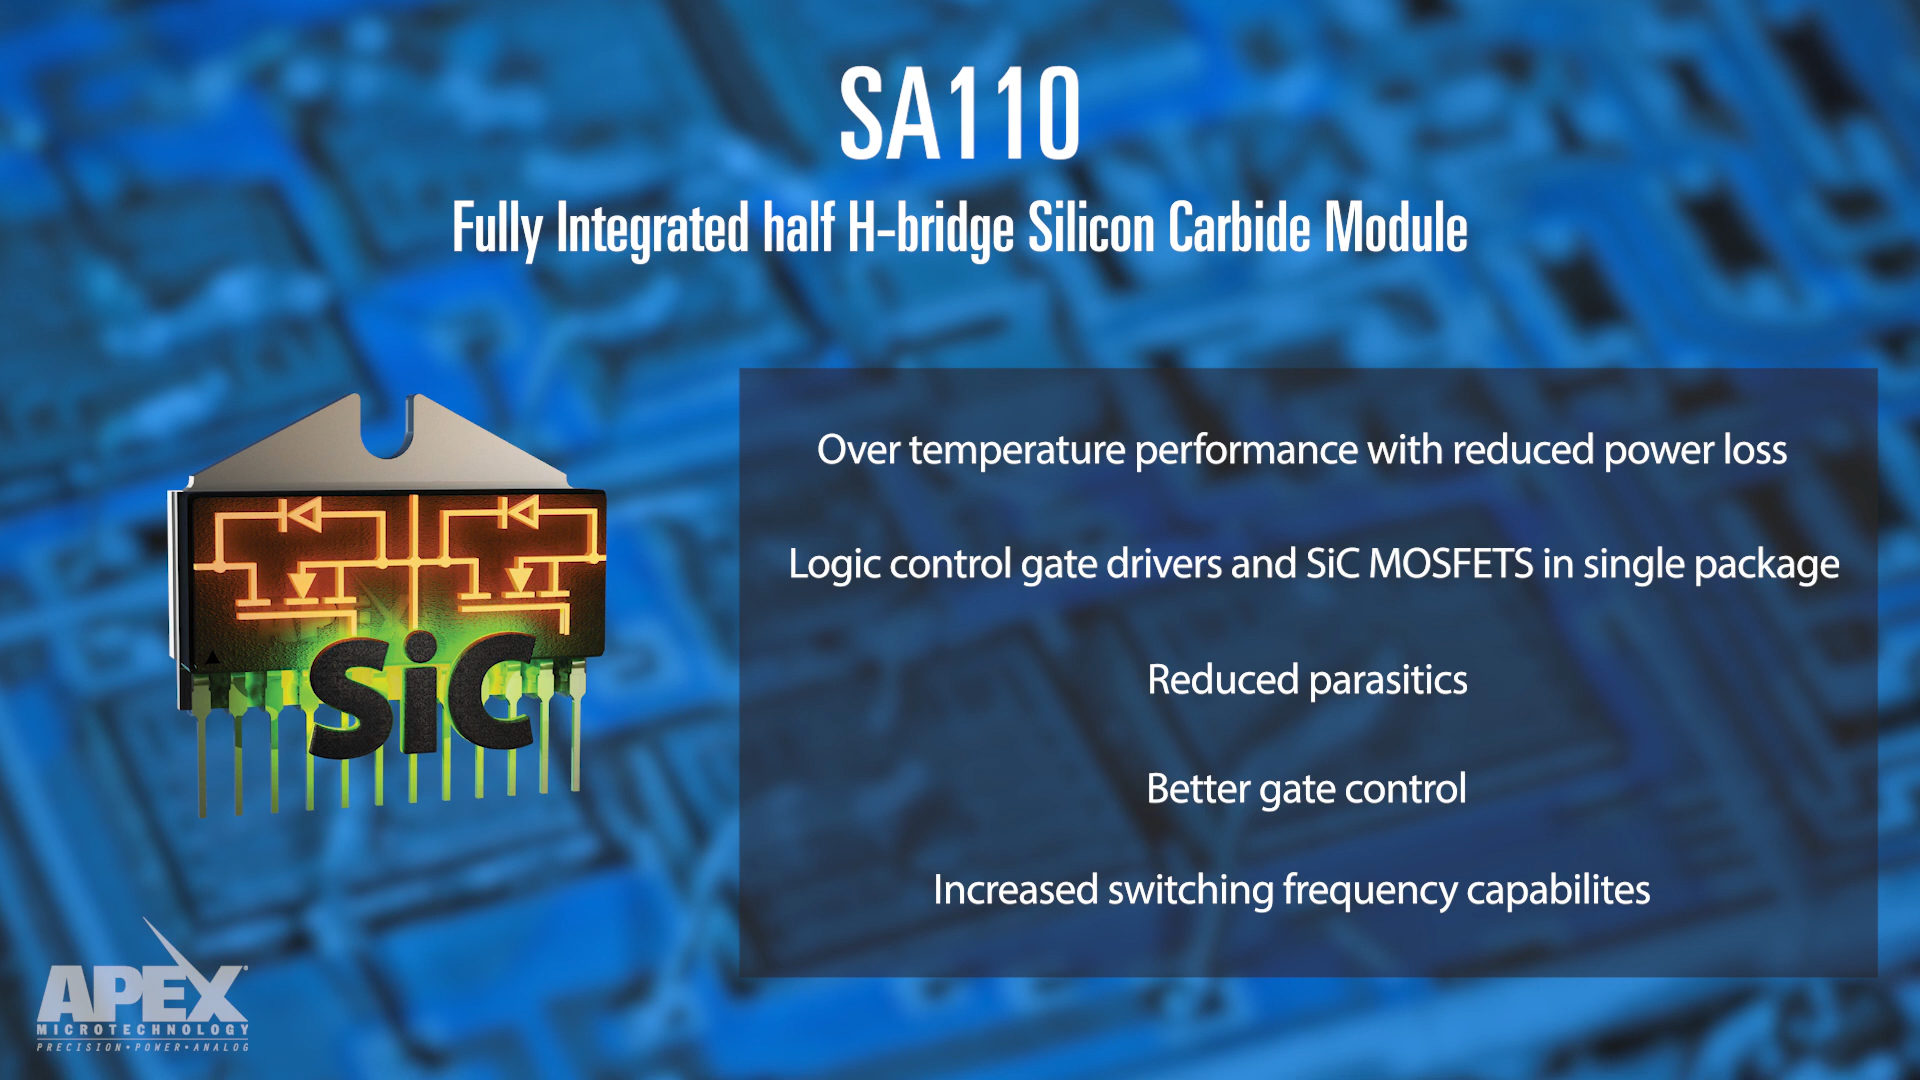 SA110
Fully Integrated half H-bridge Silicon Carbide Module
Over temperature performance with reduced power loss
Logic control gate drivers and SiC MOSFETS in single package
Reduced parasitics
Better gate control
Increased switching frequency capabilites
SiC
APEX
MICROTECHNOLOGY
PRECISION•POWER•ANALOG